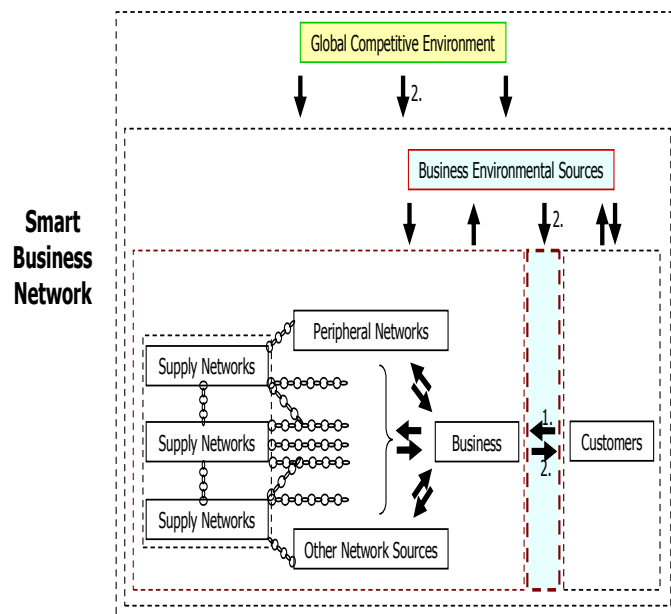 Global Competitive Environment
2.
Business Environmental Sources
2.
Smart
Business
Network
Peripheral Networks
Supply Networks
1.
Supply Networks
Business
Customers
2.
Supply Networks
Other Network Sources